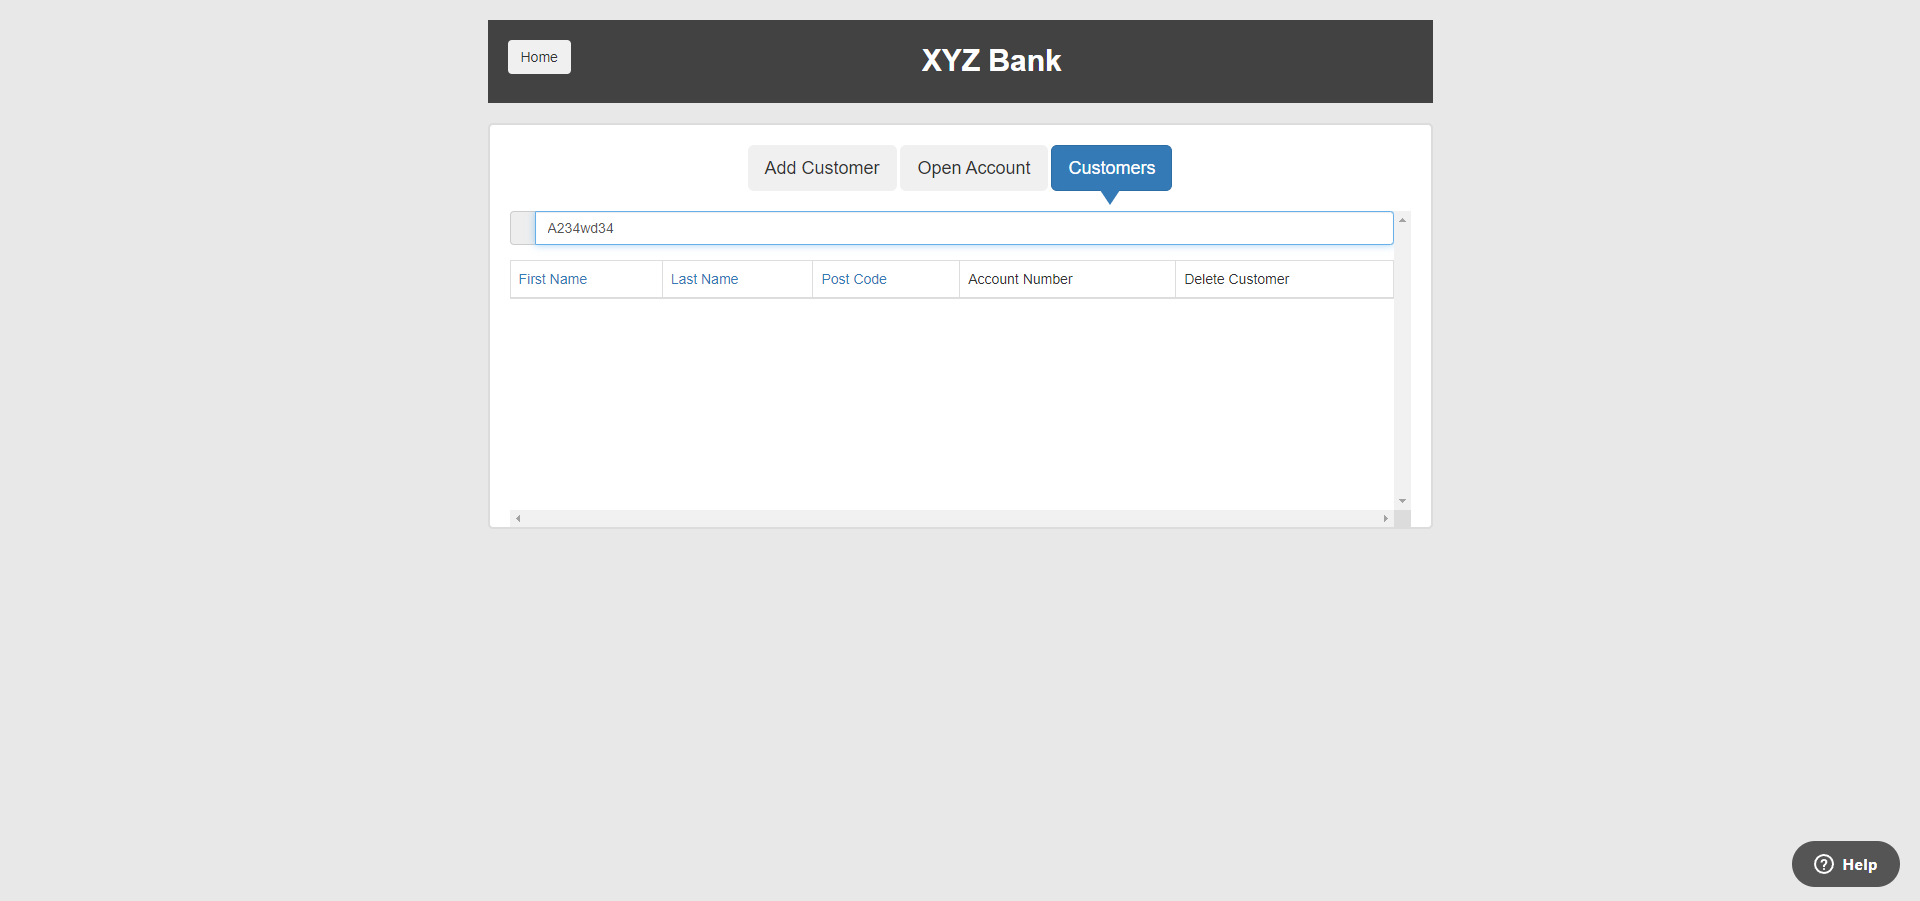 Home
XYZ Bank
Add Customer
Open Account
Customers
A234wd34
First Name
Last Name
Post Code
Account Number
Delete Customer
Help